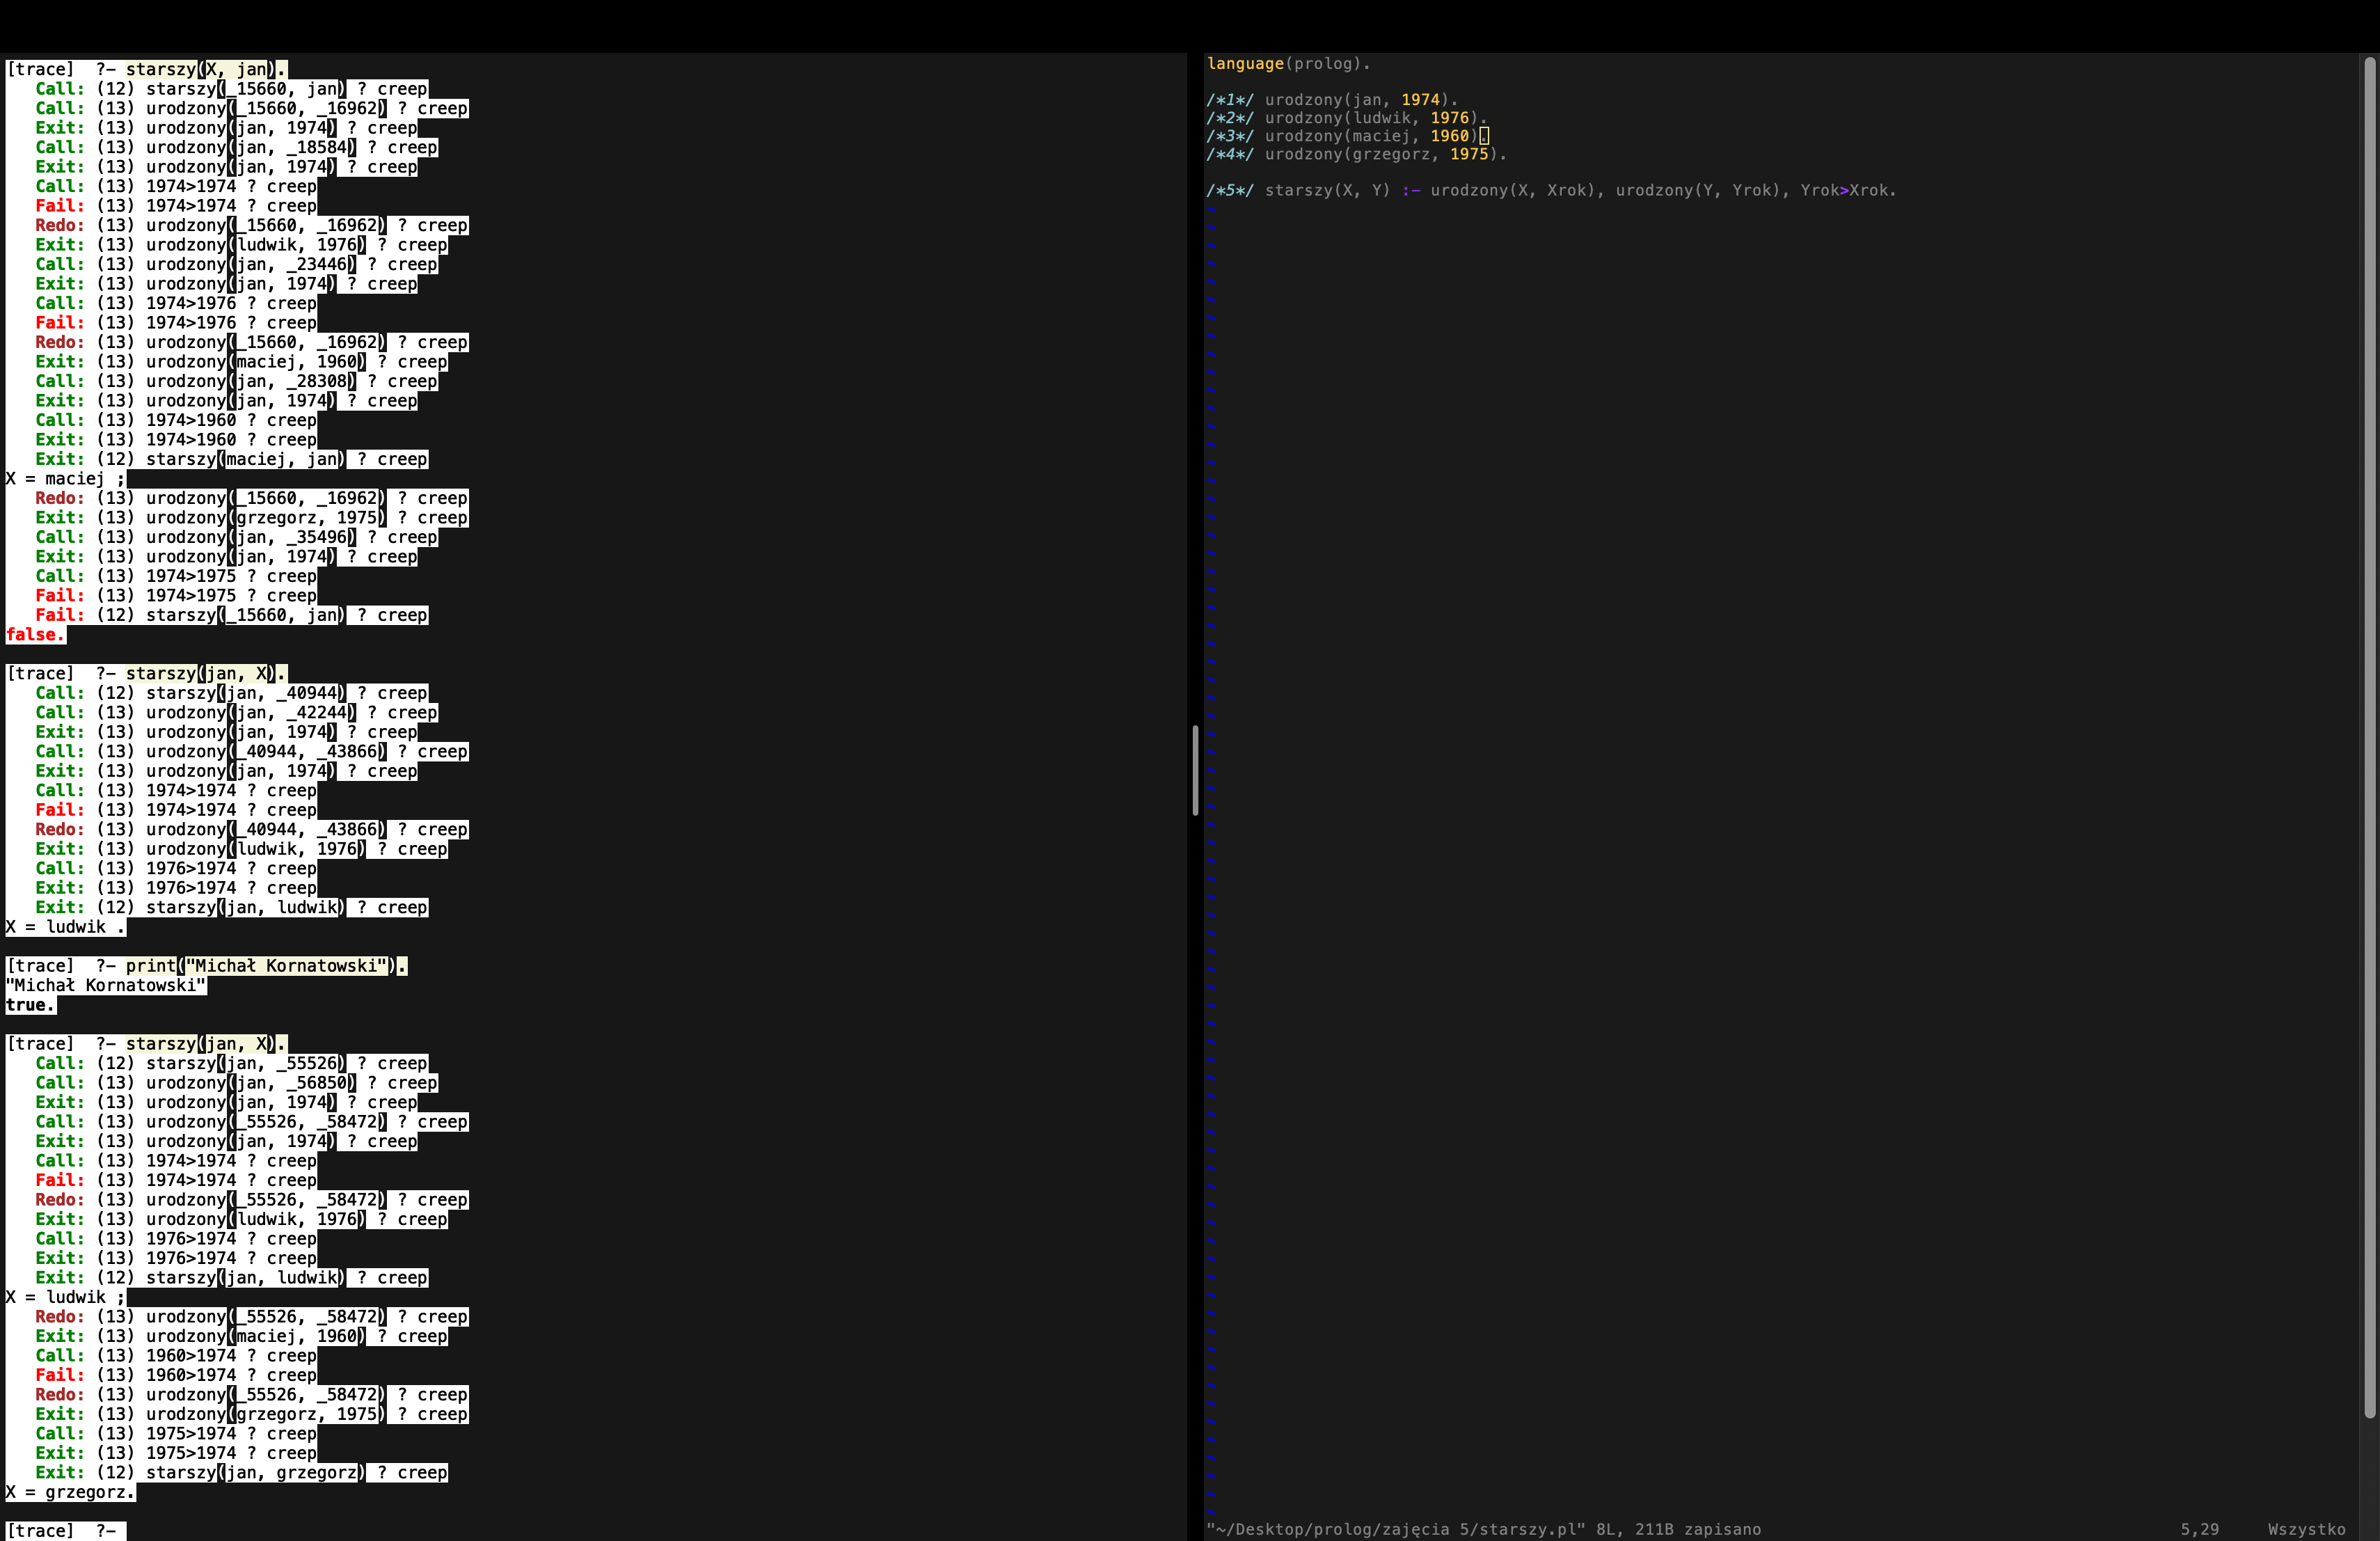 [trace]  ?- starszy(X, jan).
   Call: (12) starszy(_15660, jan) ? creep
   Call: (13) urodzony(_15660, _16962) ? creep
   Exit: (13) urodzony(jan, 1974) ? creep
   Call: (13) urodzony(jan, _18584) ? creep
   Exit: (13) urodzony(jan, 1974) ? creep
   Call: (13) 1974>1974 ? creep
   Fail: (13) 1974>1974 ? creep
   Redo: (13) urodzony(_15660, _16962) ? creep
   Exit: (13) urodzony(ludwik, 1976) ? creep
   Call: (13) urodzony(jan, _23446) ? creep
   Exit: (13) urodzony(jan, 1974) ? creep
   Call: (13) 1974>1976 ? creep
   Fail: (13) 1974>1976 ? creep
   Redo: (13) urodzony(_15660, _16962) ? creep
   Exit: (13) urodzony(maciej, 1960) ? creep
   Call: (13) urodzony(jan, _28308) ? creep
   Exit: (13) urodzony(jan, 1974) ? creep
   Call: (13) 1974>1960 ? creep
   Exit: (13) 1974>1960 ? creep
   Exit: (12) starszy(maciej, jan) ? creep
X = maciej ;
   Redo: (13) urodzony(_15660, _16962) ? creep
   Exit: (13) urodzony(grzegorz, 1975) ? creep
   Call: (13) urodzony(jan, _35496) ? creep
   Exit: (13) urodzony(jan, 1974) ? creep
   Call: (13) 1974>1975 ? creep
   Fail: (13) 1974>1975 ? creep
   Fail: (12) starszy(_15660, jan) ? creep
false.
[trace]  ?- starszy(jan, X).
   Call: (12) starszy(jan, _40944) ? creep
   Call: (13) urodzony(jan, _42244) ? creep
   Exit: (13) urodzony(jan, 1974) ? creep
   Call: (13) urodzony(_40944, _43866) ? creep
   Exit: (13) urodzony(jan, 1974) ? creep
   Call: (13) 1974>1974 ? creep
   Fail: (13) 1974>1974 ? creep
   Redo: (13) urodzony(_40944, _43866) ? creep
   Exit: (13) urodzony(ludwik, 1976) ? creep
   Call: (13) 1976>1974 ? creep
   Exit: (13) 1976>1974 ? creep
   Exit: (12) starszy(jan, ludwik) ? creep
X = ludwik .
[trace]  ?- print("Michał Kornatowski").
"Michał Kornatowski"
true.
[trace]  ?- starszy(jan, X).
   Call: (12) starszy(jan, _55526) ? creep
   Call: (13) urodzony(jan, _56850) ? creep
   Exit: (13) urodzony(jan, 1974) ? creep
   Call: (13) urodzony(_55526, _58472) ? creep
   Exit: (13) urodzony(jan, 1974) ? creep
   Call: (13) 1974>1974 ? creep
   Fail: (13) 1974>1974 ? creep
   Redo: (13) urodzony(_55526, _58472) ? creep
   Exit: (13) urodzony(ludwik, 1976) ? creep
   Call: (13) 1976>1974 ? creep
   Exit: (13) 1976>1974 ? creep
   Exit: (12) starszy(jan, ludwik) ? creep
X = ludwik ;
   Redo: (13) urodzony(_55526, _58472) ? creep
   Exit: (13) urodzony(maciej, 1960) ? creep
   Call: (13) 1960>1974 ? creep
   Fail: (13) 1960>1974 ? creep
   Redo: (13) urodzony(_55526, _58472) ? creep
   Exit: (13) urodzony(grzegorz, 1975) ? creep
   Call: (13) 1975>1974 ? creep
   Exit: (13) 1975>1974 ? creep
   Exit: (12) starszy(jan, grzegorz) ? creep
X = grzegorz.
[trace]  ?-
language(prolog).
/*1*/ urodzony(jan, 1974).
/*2*/ urodzony(ludwik, 1976).
/*3*/ urodzony(maciej, 1960).
/*4*/ urodzony(grzegorz, 1975).
/*5*/ starszy(X, Y) :- urodzony(X, Xrok), urodzony(Y, Yrok), Yrok>Xrok.
"~/Desktop/prolog/zajęcia 5/starszy.pl" 8L, 211B zapisano 5,29 Wszystko